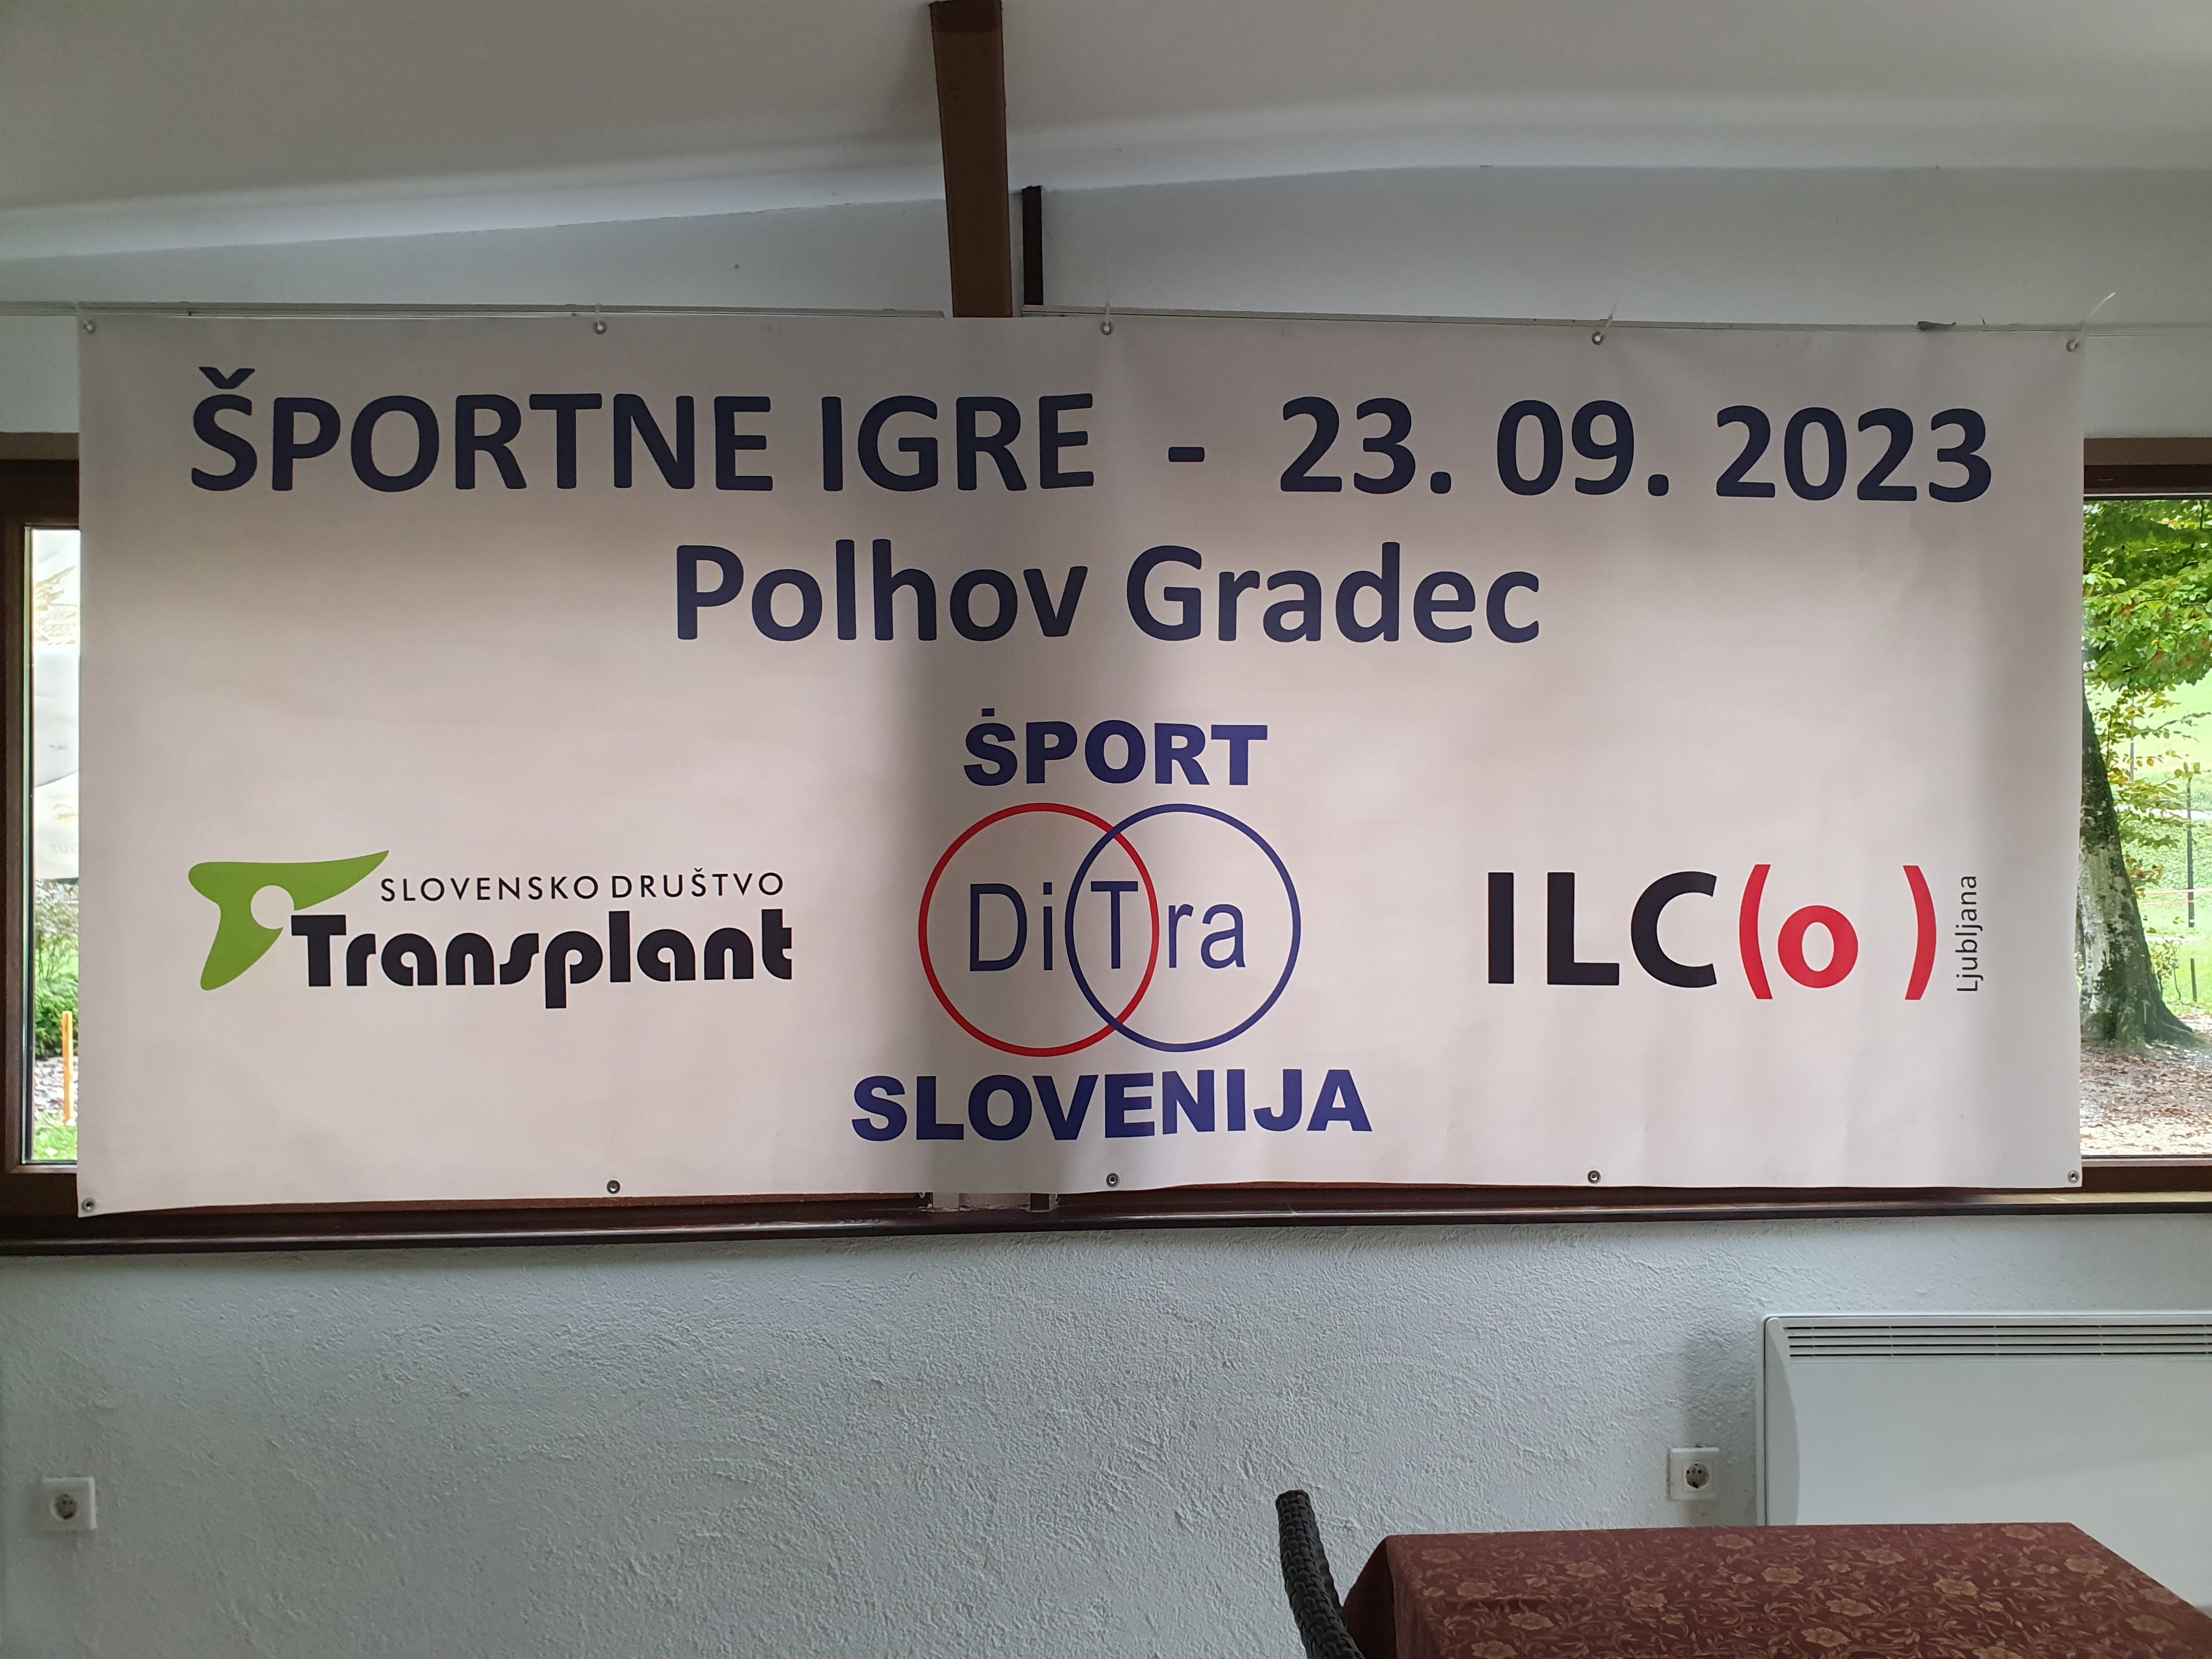 ŠPORTNE IGRE - 23. 09. 2023
Polhov Gradec
ŠPORT
SLOVENSKO DRUŠTVO
Transplant
DiTra
ILC(o )
Ljubljana
SLOVENIJA